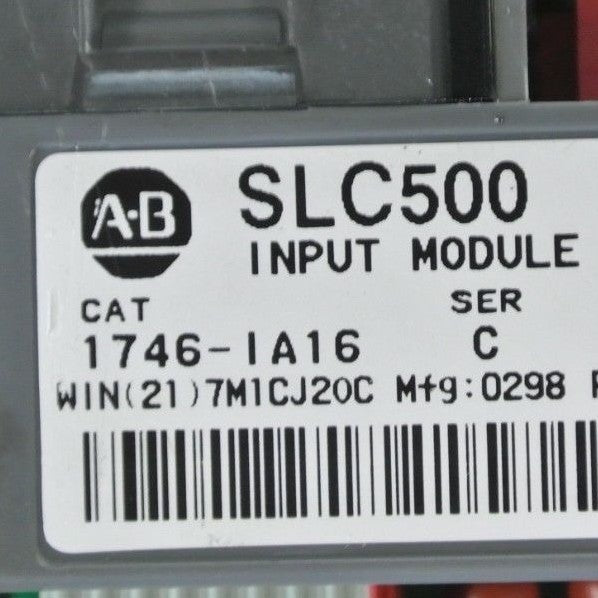 A·B
SLC500
INPUT MODULE
CAT SER
1746-IA16 C
WIN(21)7M1CJ20C Mfg:0298